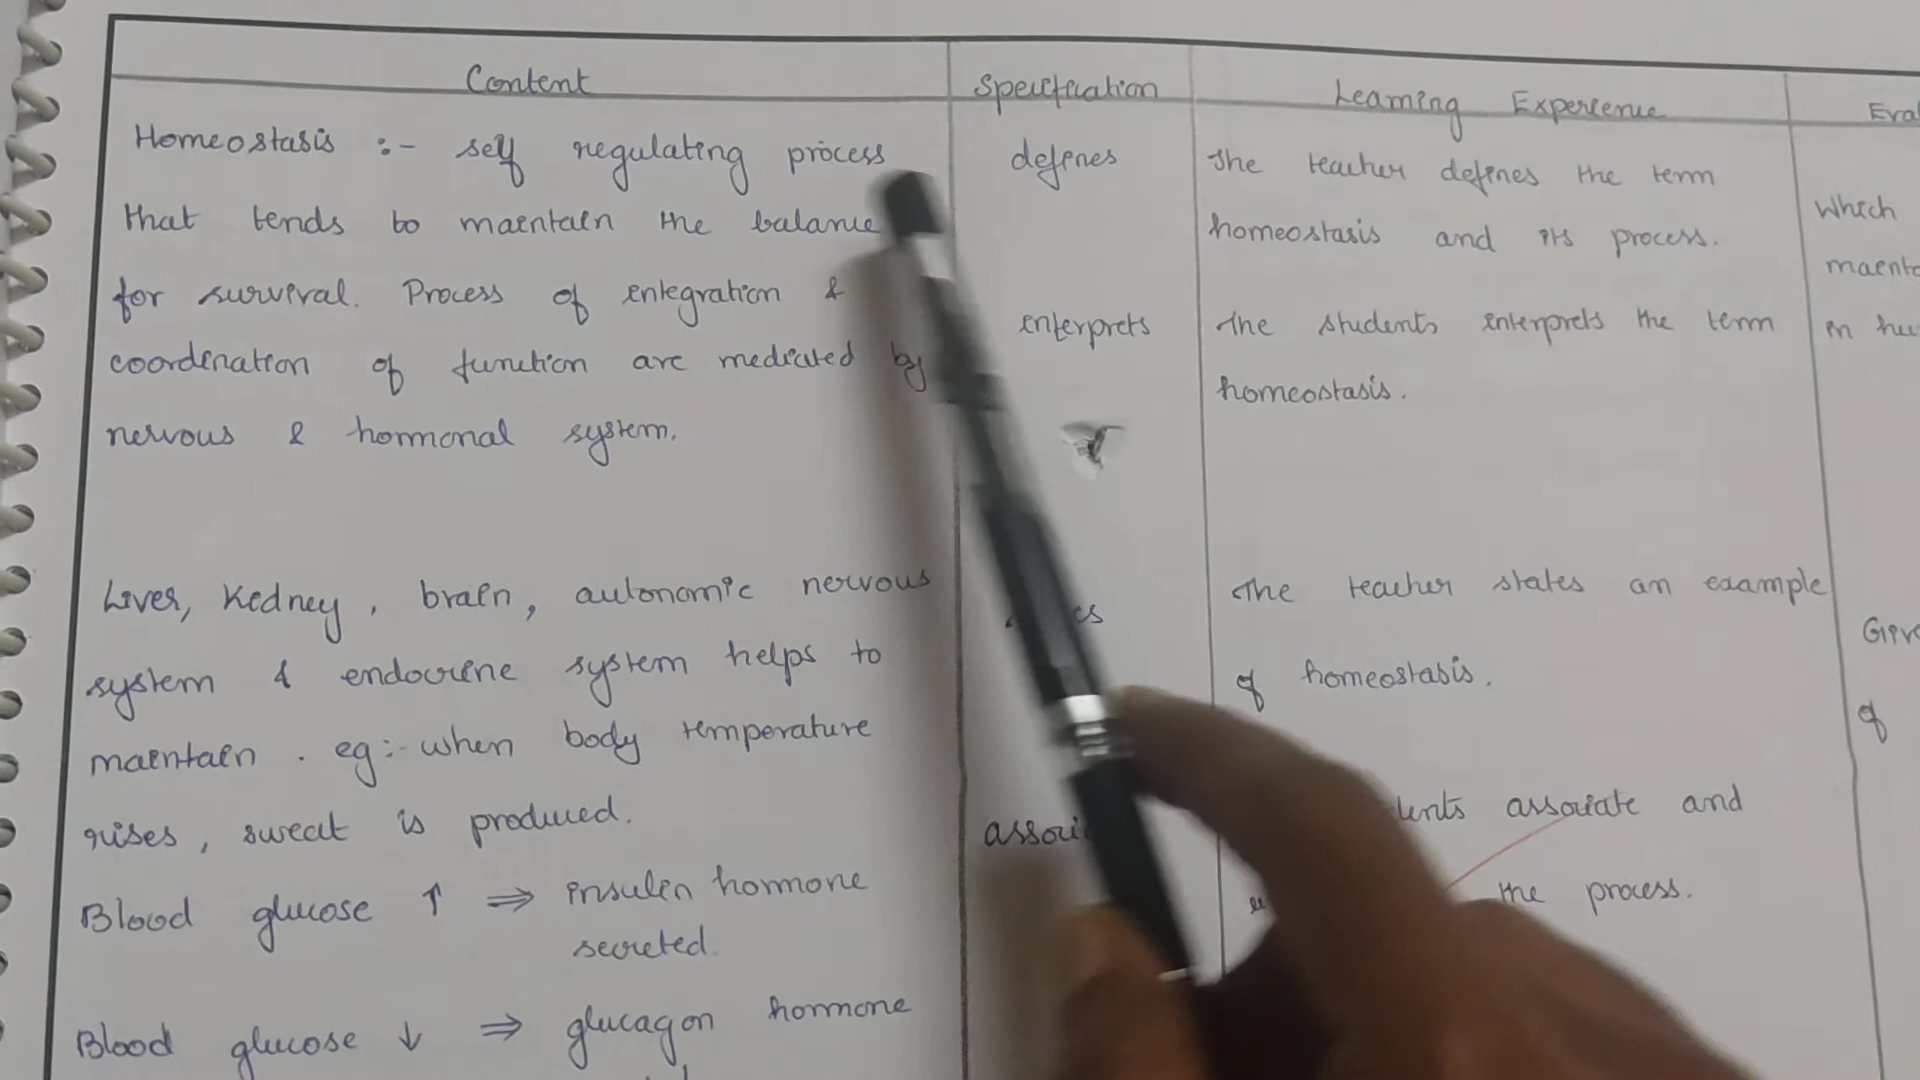 Content
Homeostasis :- self regulating process
that tends to maintain the balance
for survival. Process of integration &
coordination of function are mediated by
nervous & hormonal system.
Liver, kidney, brain, autonomic nervous
system & endocrine system helps to
maintain. eg:- when body temperature
rises, sweat is produced.
Blood glucose ↑ ⇒ insulin hormone
secreted.
Blood glucose ↓ ⇒ glucagon hormone
Specification
defines
interprets
Learning Experience
The teacher defines the term
homeostasis and its process.
The students interprets the term
homeostasis.
The teacher states an example
of homeostasis.
associate and
the process.
Which
in
of